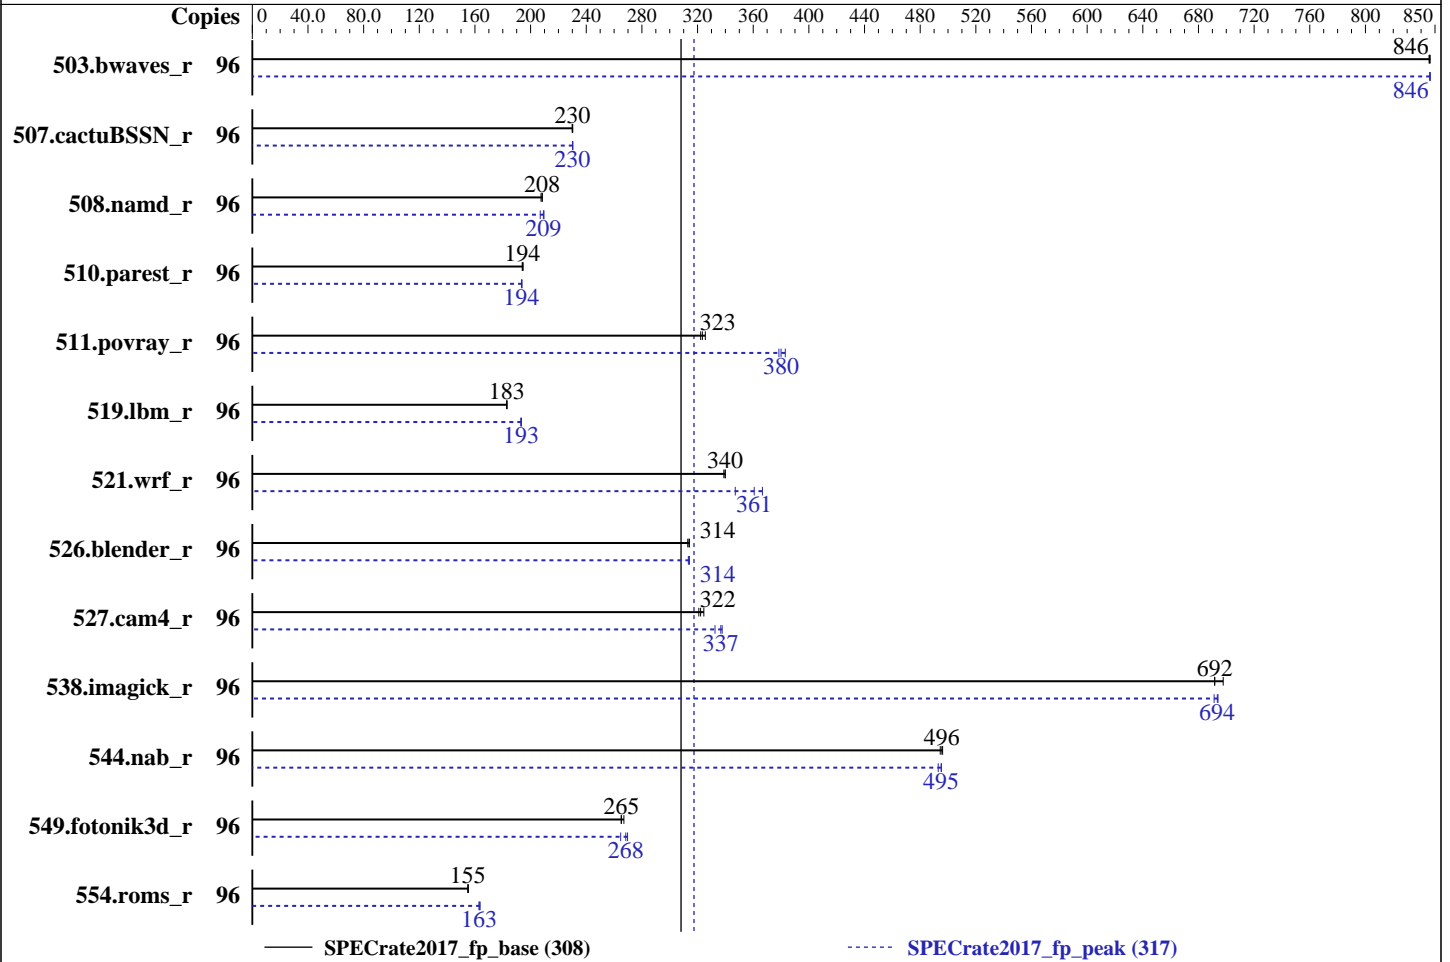 Copies 0 40.0 80.0 120 160 200 240 280 320 360 400 440 480 520 560 600 640 680 720 760 800 850
503.bwaves_r 96 846
846
507.cactuBSSN_r 96 230
230
508.namd_r 96 208
209
510.parest_r 96 194
194
511.povray_r 96 323
380
519.lbm_r 96 183
193
521.wrf_r 96 340
361
526.blender_r 96 314
314
527.cam4_r 96 322
337
538.imagick_r 96 692
694
544.nab_r 96 496
495
549.fotonik3d_r 96 265
268
554.roms_r 96 155
163
SPECrate2017_fp_base (308) SPECrate2017_fp_peak (317)